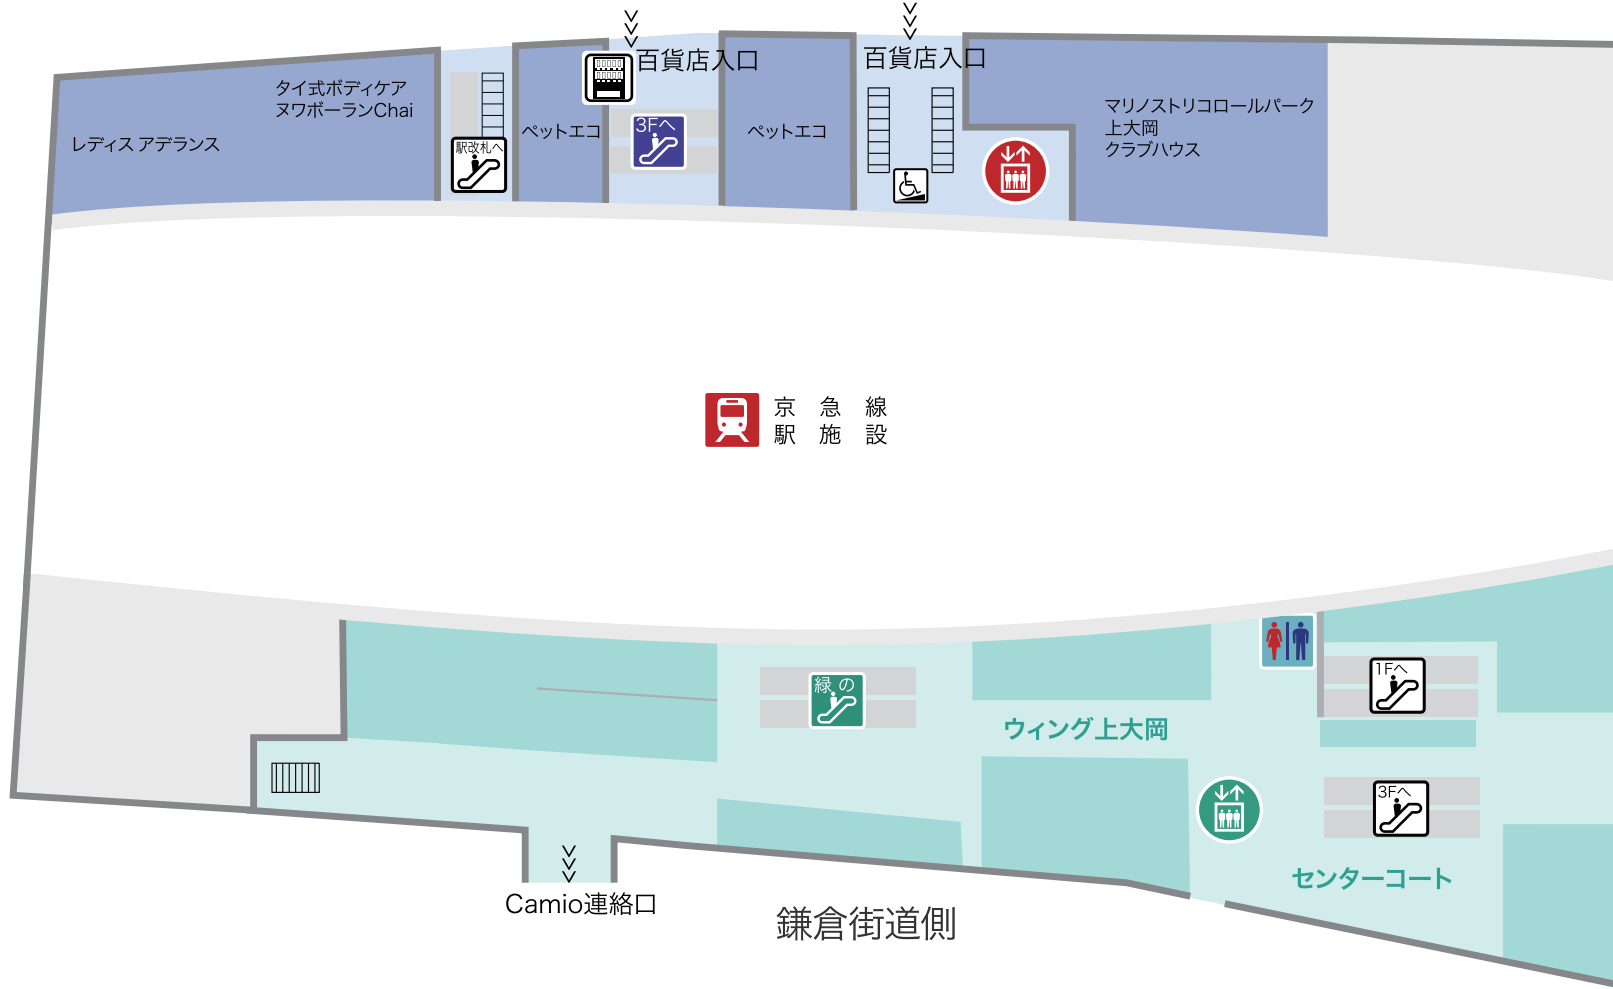 百貨店入口
百貨店入口
タイ式ボディケア
ヌワボーランChai
レディス アデランス
駅改札へ
ペットエコ
3Fへ
ペットエコ
マリノストリコロールパーク
上大岡
クラブハウス
京急線
駅施設
緑の
ウィング上大岡
1Fへ
3Fへ
センターコート
Camio連絡口
鎌倉街道側